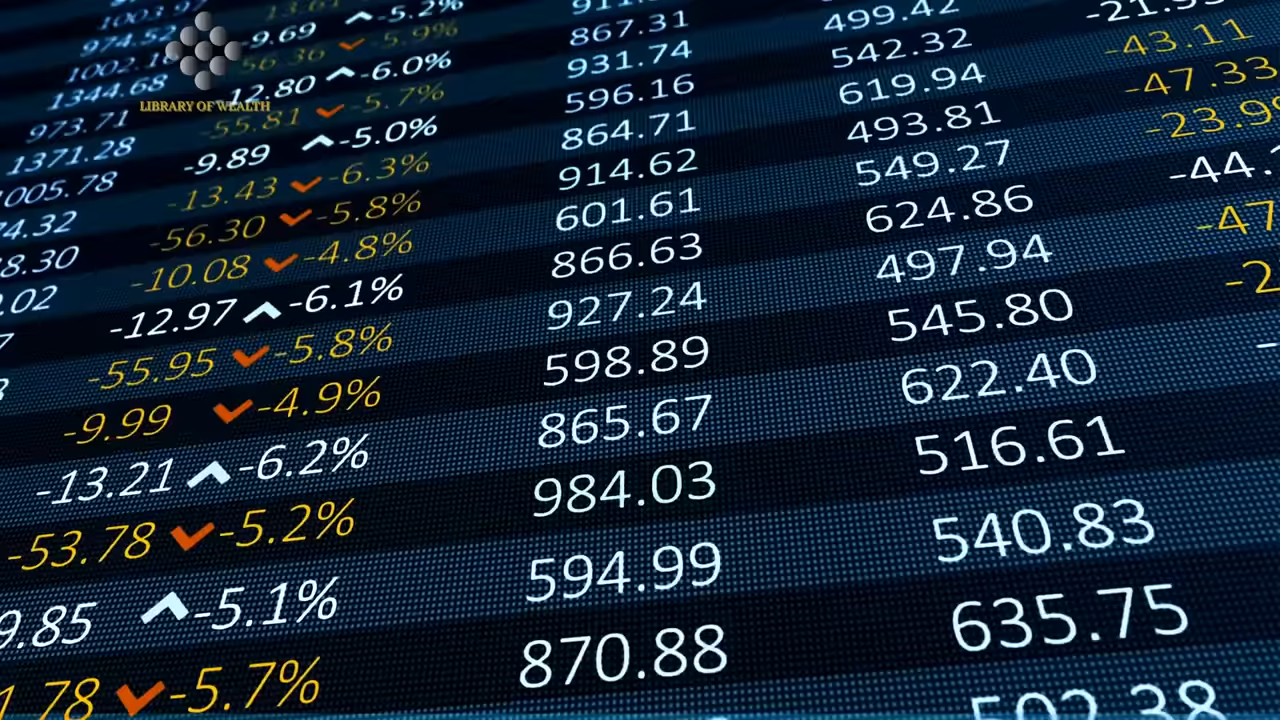 1003.97 -5.2%
974.52 -9.69 -5.9% 867.31 499.42 -21.95
1002.18 56.36 -6.0% 931.74 542.32 -43.11
1344.68 12.80 -5.7% 596.16 619.94 -47.33
LIBRARY OF WEALTH
973.71 -55.81 -5.0% 864.71 493.81
1371.28 -9.89 -6.3% 914.62 549.27
1005.78 -13.43 -5.8% 601.61 624.86
-56.30 -4.8% 866.63 497.94
-10.08 -6.1% 927.24 545.80
-12.97 -5.8% 598.89 622.40
-55.95 -4.9% 865.67 516.61
-9.99 -6.2% 984.03 540.83
-13.21 -5.2% 594.99 635.75
-53.78 -5.1% 870.88
9.85 -5.7%